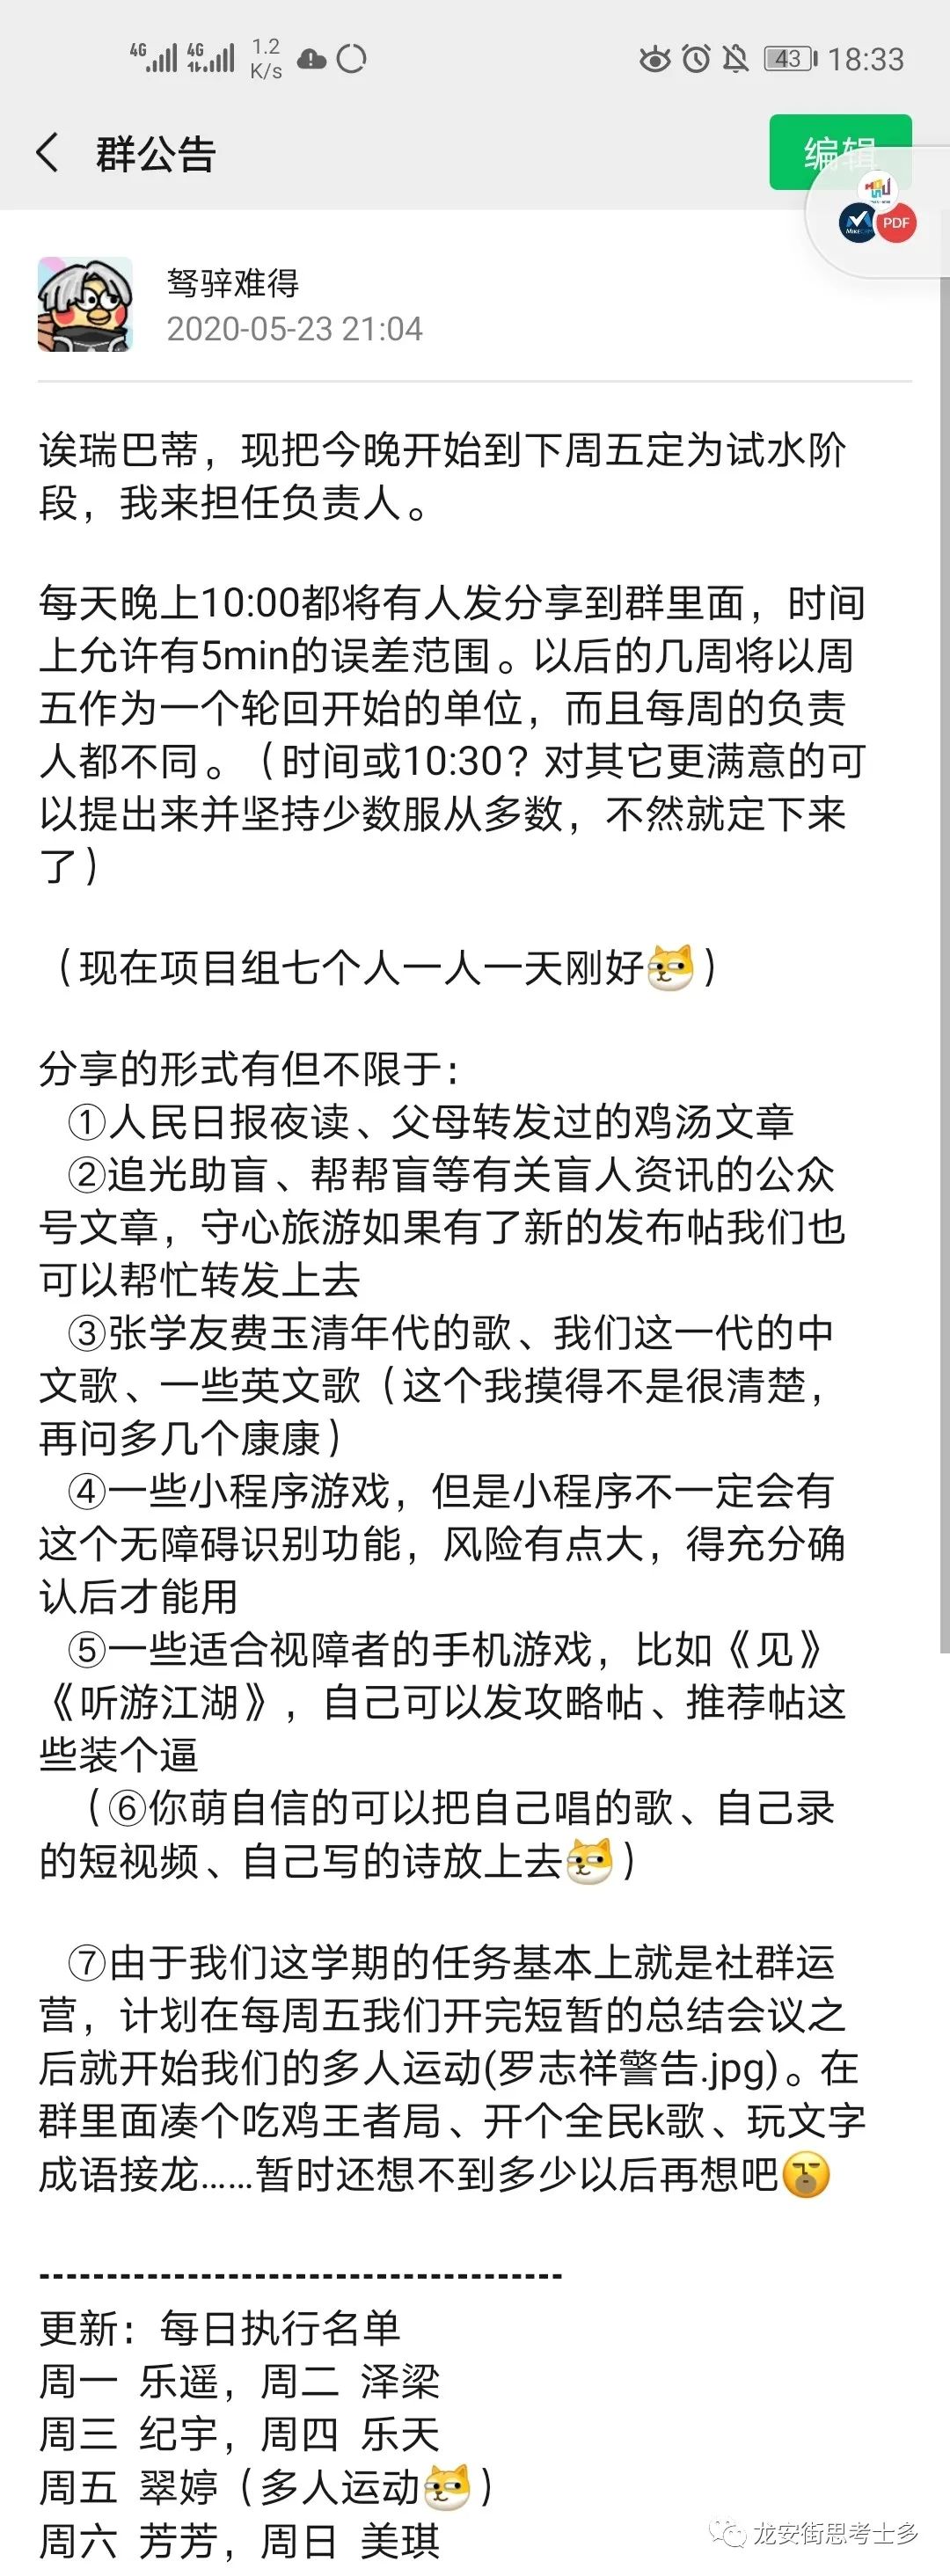 4G 4G 1.2 K/s 43 18:33
群公告
编辑
PDF
驽骍难得
2020-05-23 21:04
诶瑞巴蒂，现把今晚开始到下周五定为试水阶
段，我来担任负责人。
每天晚上10:00都将有人发分享到群里面，时间
上允许有5min的误差范围。以后的几周将以周
五作为一个轮回开始的单位，而且每周的负责
人都不同。（时间或10:30？对其它更满意的可
以提出来并坚持少数服从多数，不然就定下来
了）
（现在项目组七个人一人一天刚好）
分享的形式有但不限于：
①人民日报夜读、父母转发过的鸡汤文章
②追光助盲、帮帮盲等有关盲人资讯的公众
号文章，守心旅游如果有了新的发布帖我们也
可以帮忙转发上去
③张学友费玉清年代的歌、我们这一代的中
文歌、一些英文歌（这个我摸得不是很清楚，
再问多几个康康）
④一些小程序游戏，但是小程序不一定会有
这个无障碍识别功能，风险有点大，得充分确
认后才能用
⑤一些适合视障者的手机游戏，比如《见》
《听游江湖》，自己可以发攻略帖、推荐帖这
些装个逼
（⑥你萌自信的可以把自己唱的歌、自己录
的短视频、自己写的诗放上去）
⑦由于我们这学期的任务基本上就是社群运
营，计划在每周五我们开完短暂的总结会议之
后就开始我们的多人运动(罗志祥警告.jpg)。在
群里面凑个吃鸡王者局、开个全民k歌、玩文字
成语接龙……暂时还想不到多少以后再想吧
---------------------------------------
更新：每日执行名单
周一 乐遥，周二 泽梁
周三 纪宇，周四 乐天
周五 翠婷（多人运动）
周六 芳芳，周日 美琪
龙安街思考士多